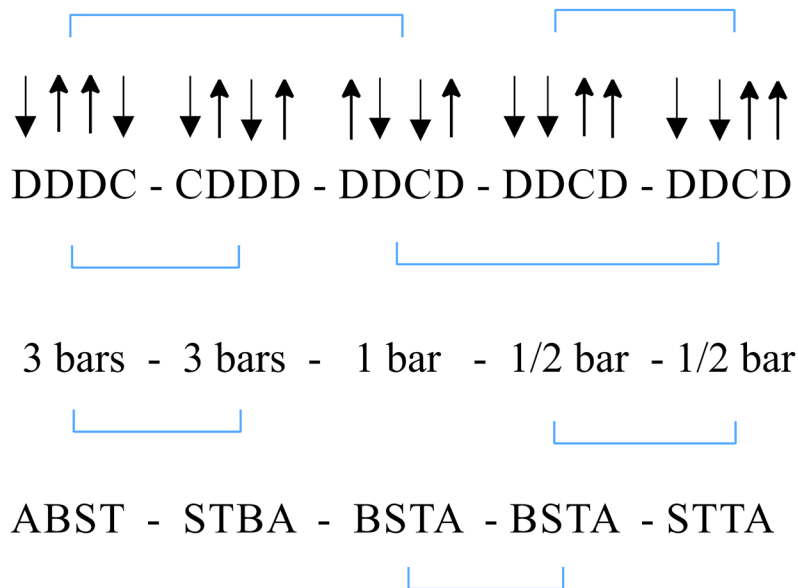 DDDC - CDDD - DDCD - DDCD - DDCD
3 bars - 3 bars - 1 bar - 1/2 bar - 1/2 bar
ABST - STBA - BSTA - BSTA - STTA